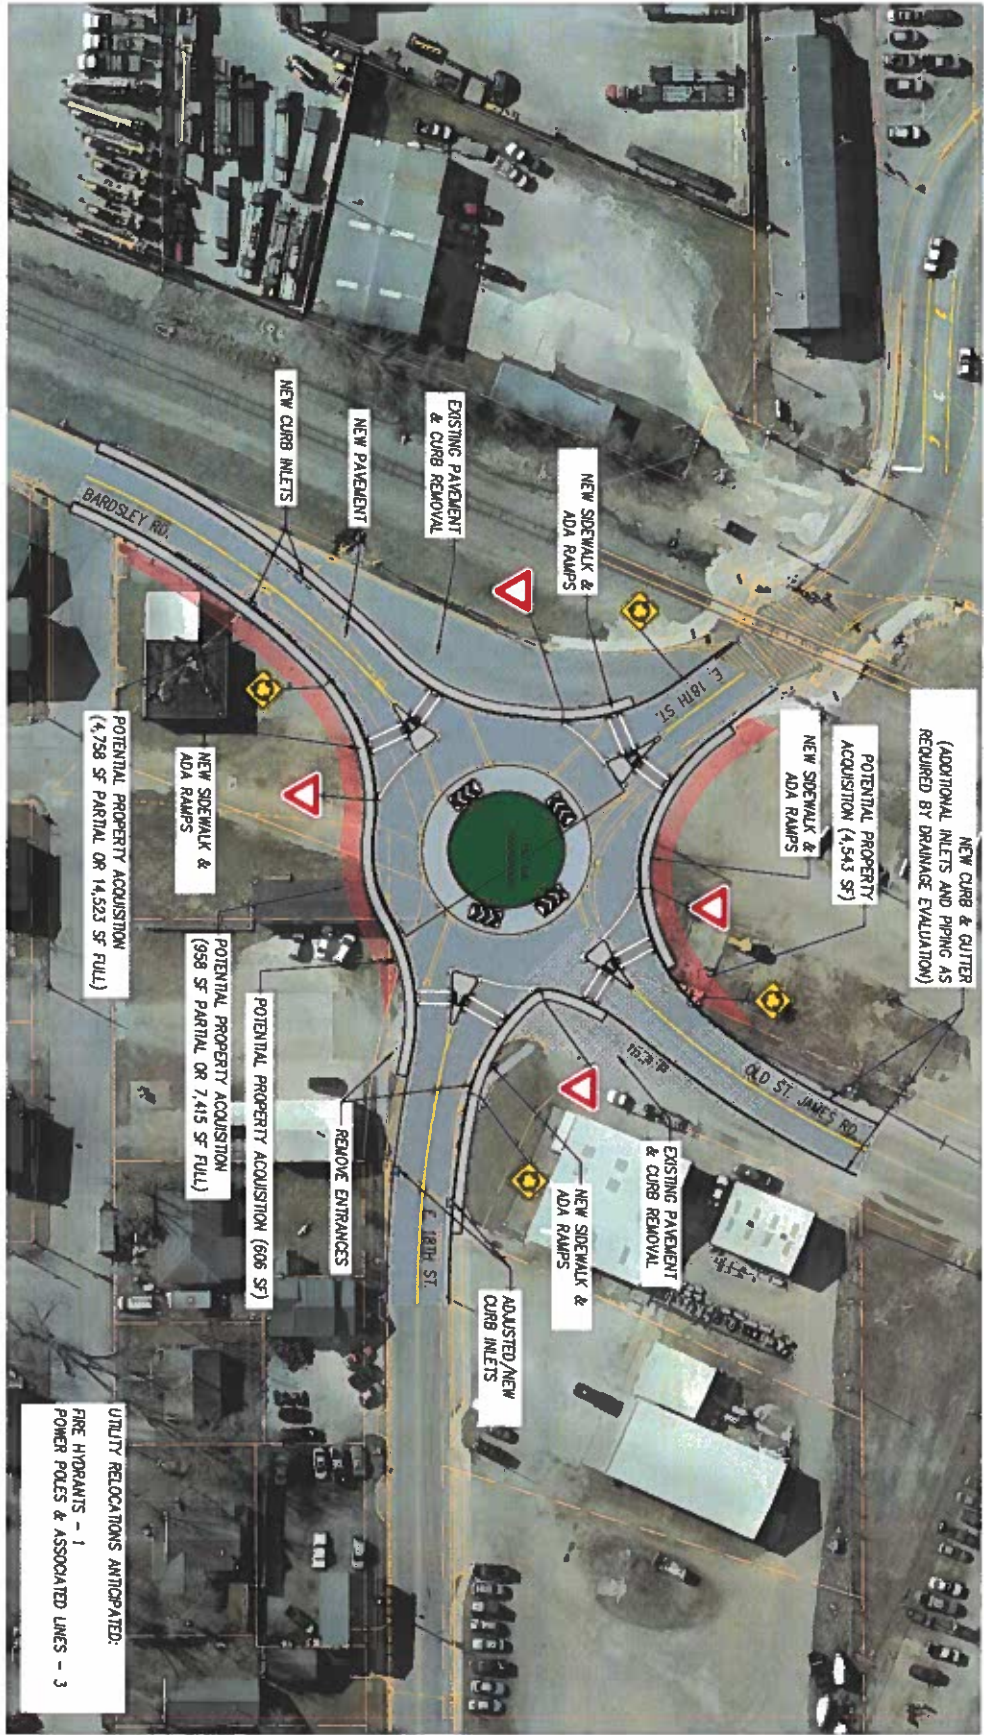 NEW CURB & GUTTER
(ADDITIONAL INLETS AND PIPING AS
REQUIRED BY DRAINAGE EVALUATION)
POTENTIAL PROPERTY
ACQUISITION (4,543 SF)
NEW SIDEWALK &
ADA RAMPS
NEW SIDEWALK &
ADA RAMPS
EXISTING PAVEMENT
& CURB REMOVAL
NEW PAVEMENT
NEW CURB INLETS
BARDSLEY RD.
E. 18TH ST.
OLD ST. JAMES RD.
EXISTING PAVEMENT
& CURB REMOVAL
NEW SIDEWALK &
ADA RAMPS
ADJUSTED/NEW
CURB INLETS
E. 18TH ST.
REMOVE ENTRANCES
POTENTIAL PROPERTY ACQUISITION (606 SF)
POTENTIAL PROPERTY ACQUISITION
(958 SF PARTIAL OR 7,415 SF FULL)
NEW SIDEWALK &
ADA RAMPS
POTENTIAL PROPERTY ACQUISITION
(4,758 SF PARTIAL OR 14,523 SF FULL)
UTILITY RELOCATIONS ANTICIPATED:
FIRE HYDRANTS - 1
POWER POLES & ASSOCIATED LINES - 3